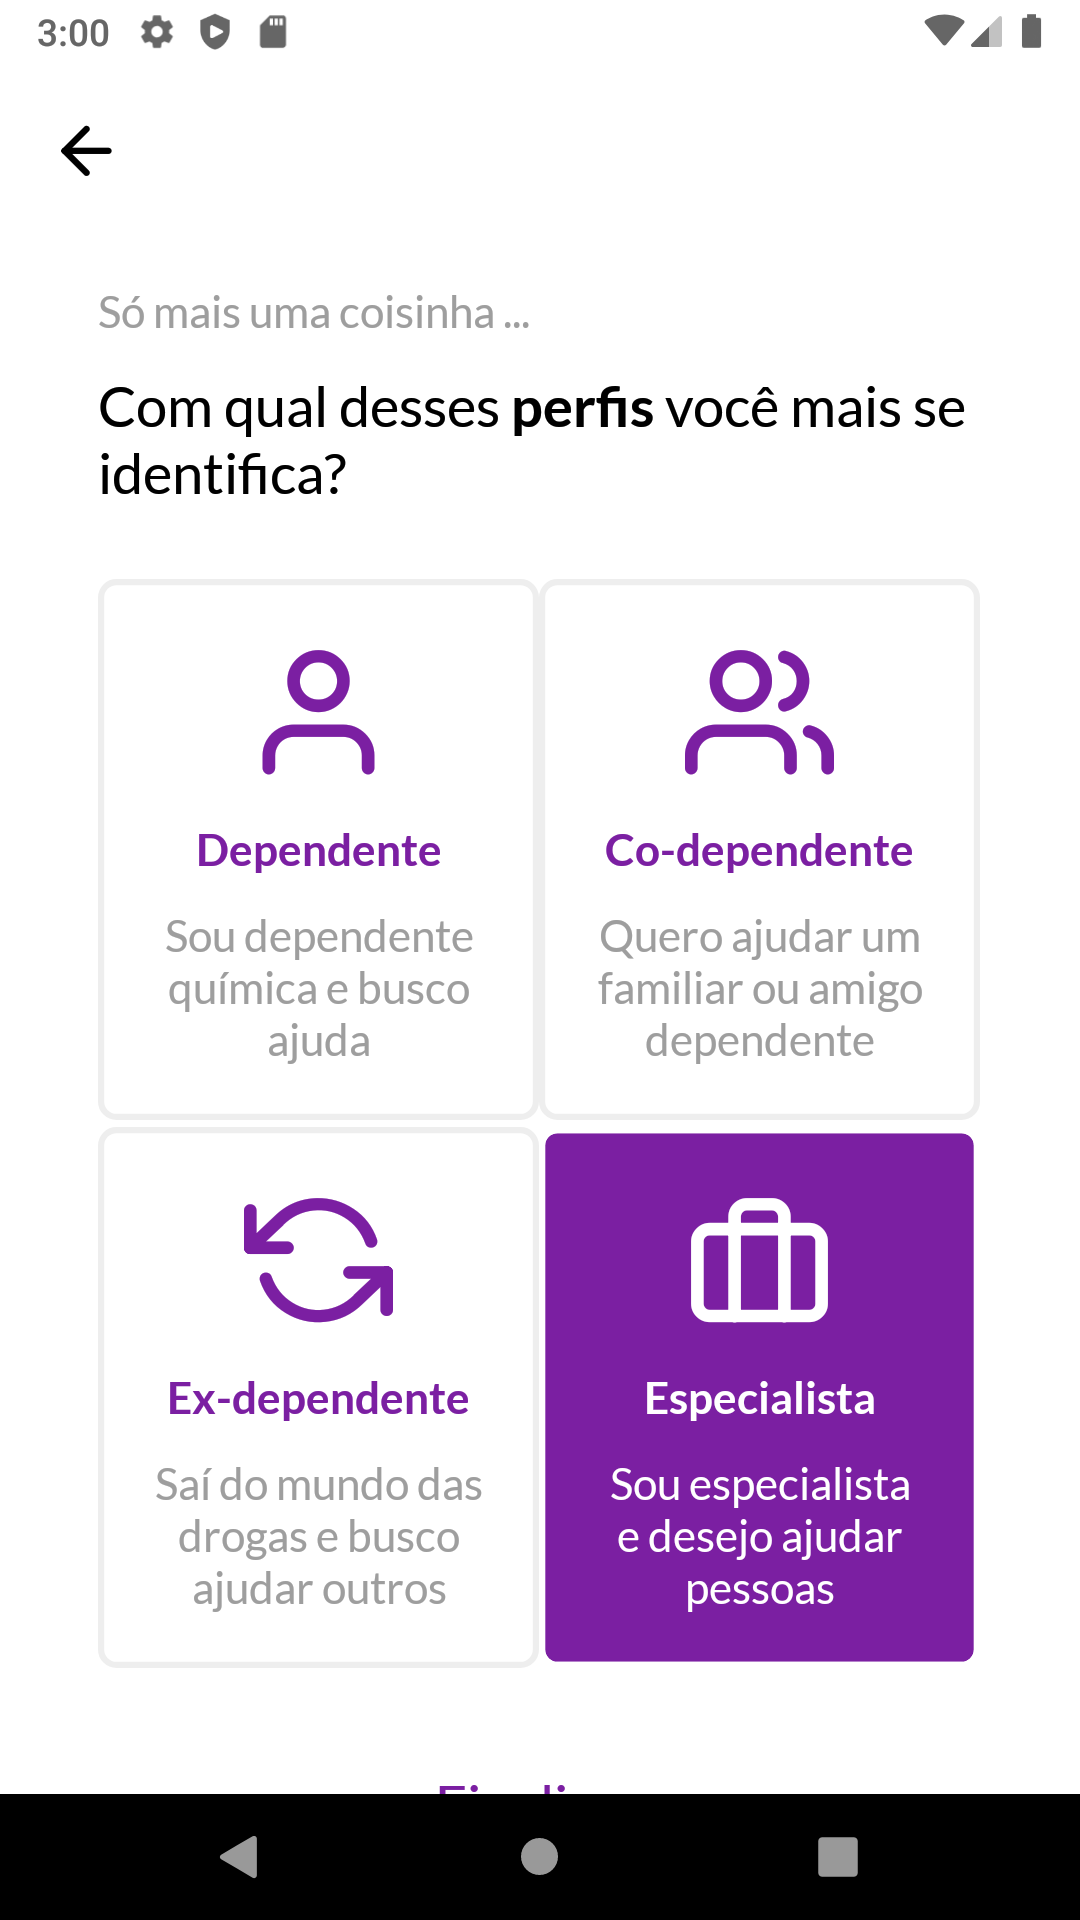 3:00
Só mais uma coisinha ...
Com qual desses perfis você mais se
identifica?
Dependente
Sou dependente
química e busco
ajuda
Co-dependente
Quero ajudar um
familiar ou amigo
dependente
Ex-dependente
Saí do mundo das
drogas e busco
ajudar outros
Especialista
Sou especialista
e desejo ajudar
pessoas